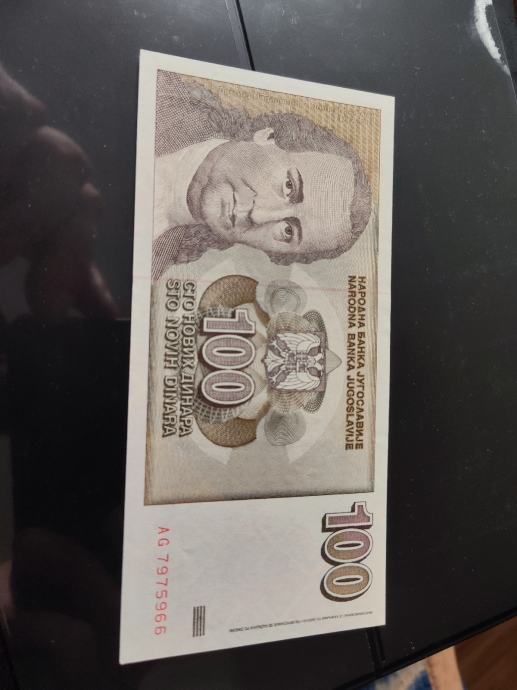 НАРОДНА БАНКА ЈУГОСЛАВИЈЕ
NARODNA BANKA JUGOSLAVIJE
100
СТО НОВИХ ДИНАРА
STO NOVIH DINARA
100
AG 7975966